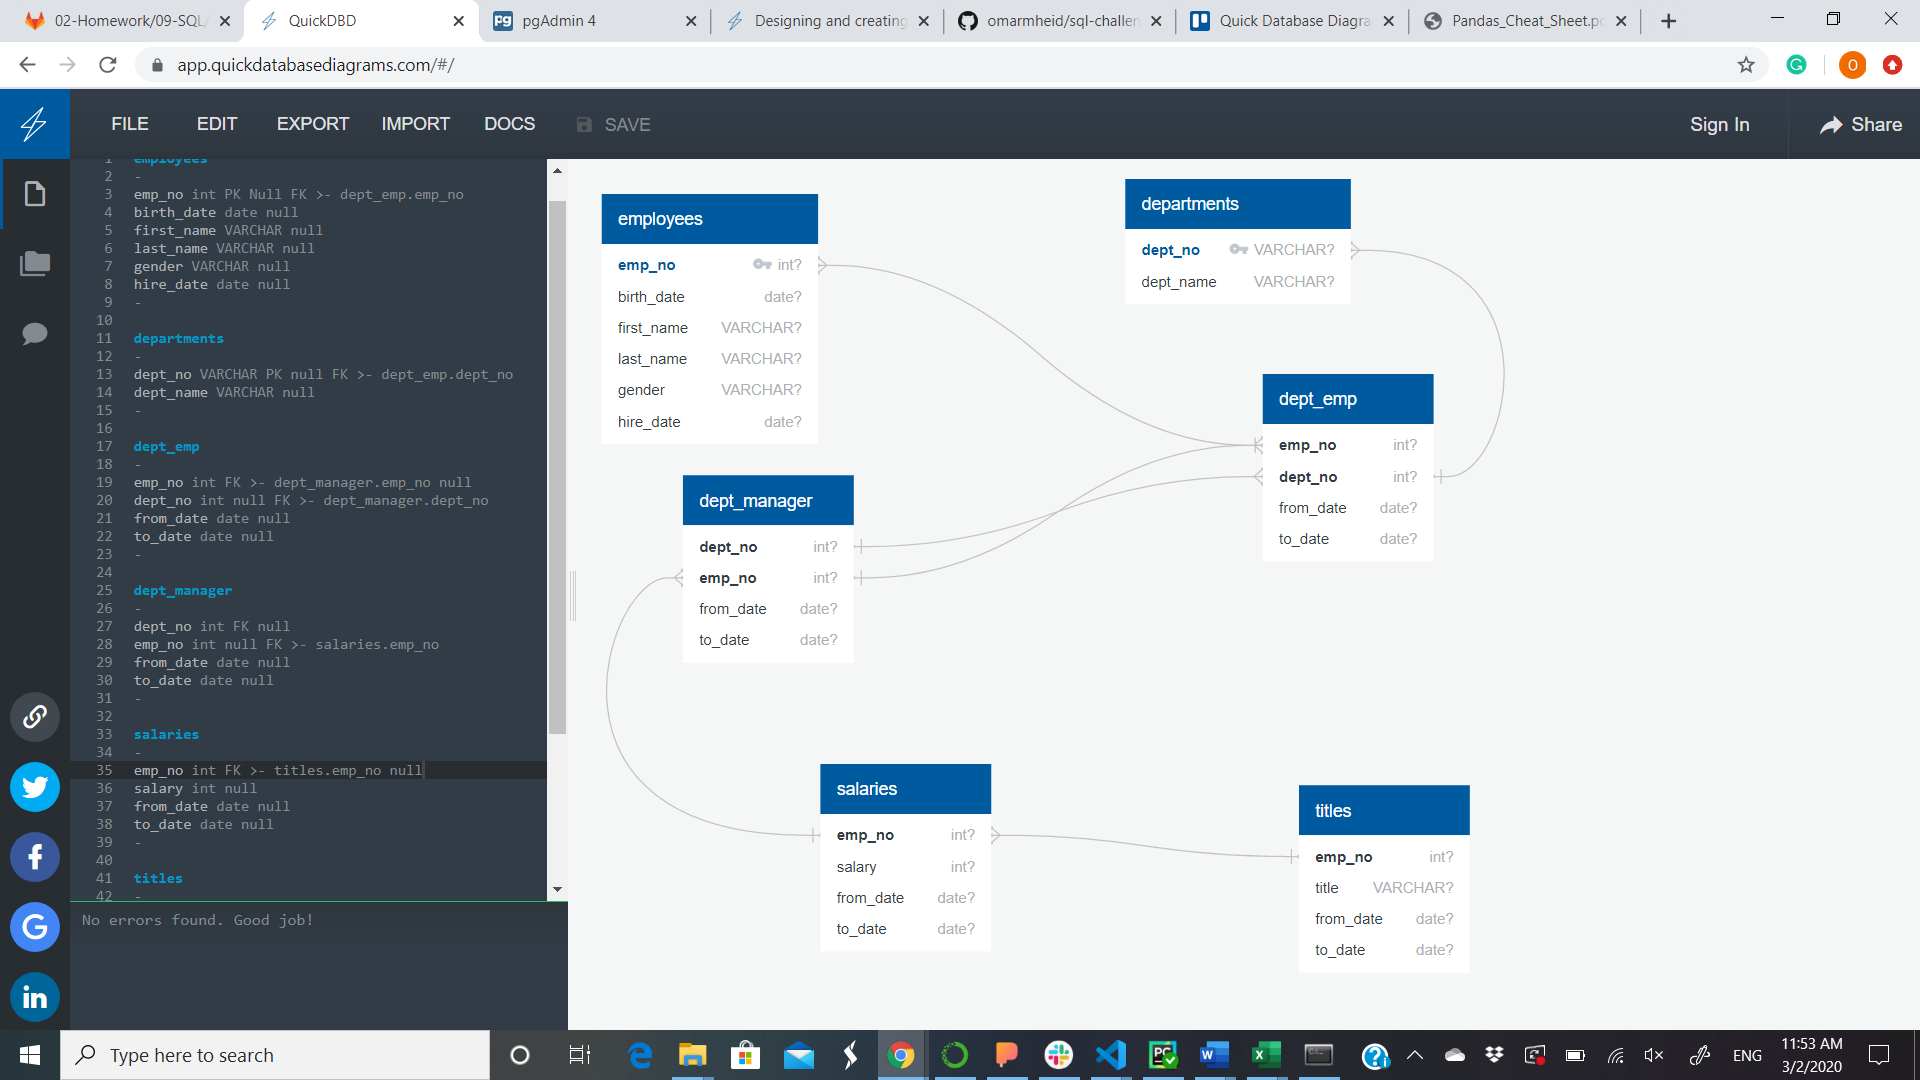 02-Homework/09-SQL/
QuickDBD
pgAdmin 4
Designing and creating
omarmheid/sql-challen
Quick Database Diagra
Pandas_Cheat_Sheet.pd
app.quickdatabasediagrams.com/#/
O
FILE EDIT EXPORT IMPORT DOCS SAVE Sign In Share
1 employees
2 -
3 emp_no int PK Null FK >- dept_emp.emp_no
4 birth_date date null
5 first_name VARCHAR null
6 last_name VARCHAR null
7 gender VARCHAR null
8 hire_date date null
9 -
10
11 departments
12 -
13 dept_no VARCHAR PK null FK >- dept_emp.dept_no
14 dept_name VARCHAR null
15 -
16
17 dept_emp
18 -
19 emp_no int FK >- dept_manager.emp_no null
20 dept_no int null FK >- dept_manager.dept_no
21 from_date date null
22 to_date date null
23 -
24
25 dept_manager
26 -
27 dept_no int FK null
28 emp_no int null FK >- salaries.emp_no
29 from_date date null
30 to_date date null
31 -
32
33 salaries
34 -
35 emp_no int FK >- titles.emp_no null
36 salary int null
37 from_date date null
38 to_date date null
39 -
40
41 titles
42 -
No errors found. Good job!
employees
emp_no int?
birth_date date?
first_name VARCHAR?
last_name VARCHAR?
gender VARCHAR?
hire_date date?
departments
dept_no VARCHAR?
dept_name VARCHAR?
dept_emp
emp_no int?
dept_no int?
from_date date?
to_date date?
dept_manager
dept_no int?
emp_no int?
from_date date?
to_date date?
salaries
emp_no int?
salary int?
from_date date?
to_date date?
titles
emp_no int?
title VARCHAR?
from_date date?
to_date date?
Type here to search
ENG
11:53 AM
3/2/2020